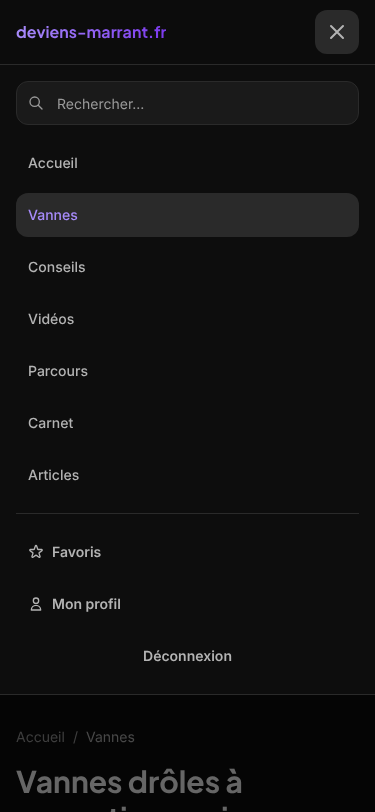 deviens-marrant.fr
Rechercher...
Accueil
Vannes
Conseils
Vidéos
Parcours
Carnet
Articles
Favoris
Mon profil
Déconnexion
Accueil / Vannes
Vannes drôles à